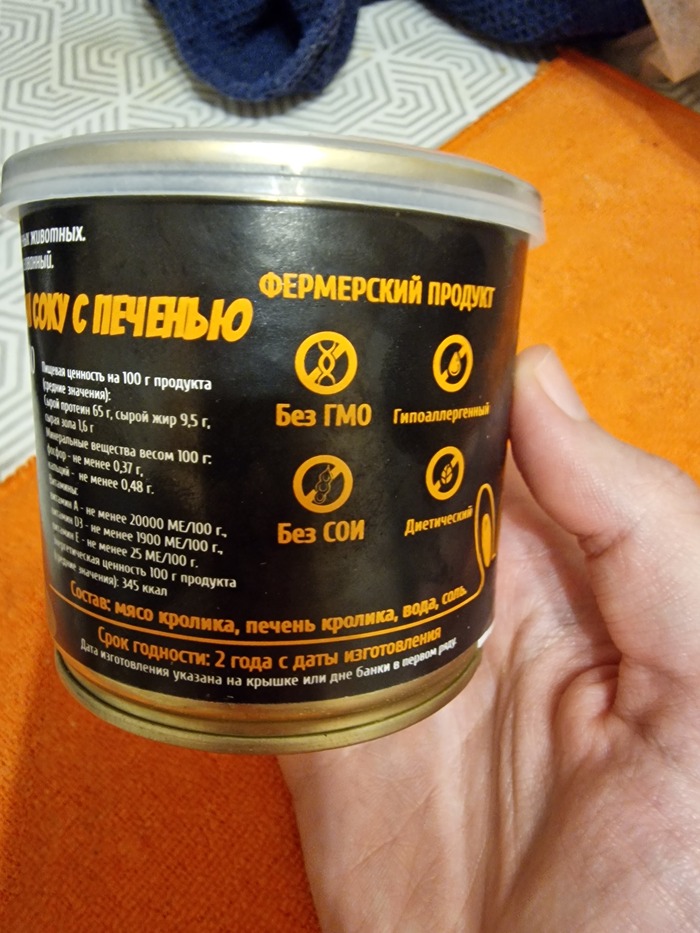 животных.
СОКУ С ПЕЧЕНЬЮ
Пищевая ценность на 100 г продукта
(средние значения):
Сырой протеин 65 г, сырой жир 9,5 г,
сырая зола 1,6 г
Минеральные вещества весом 100 г:
фосфор - не менее 0,37 г,
кальций - не менее 0,48 г.
Витамины:
витамин А - не менее 20000 МЕ/100 г.,
витамин D3 - не менее 1900 МЕ/100 г.,
витамин Е - не менее 25 МЕ/100 г.
Энергетическая ценность 100 г продукта
(средние значения): 345 ккал
ФЕРМЕРСКИЙ ПРОДУКТ
Без ГМО
Гипоаллергенный
Без СОИ
Диетический
Состав: мясо кролика, печень кролика, вода, соль.
Срок годности: 2 года с даты изготовления
Дата изготовления указана на крышке или дне банки в первом ряду.